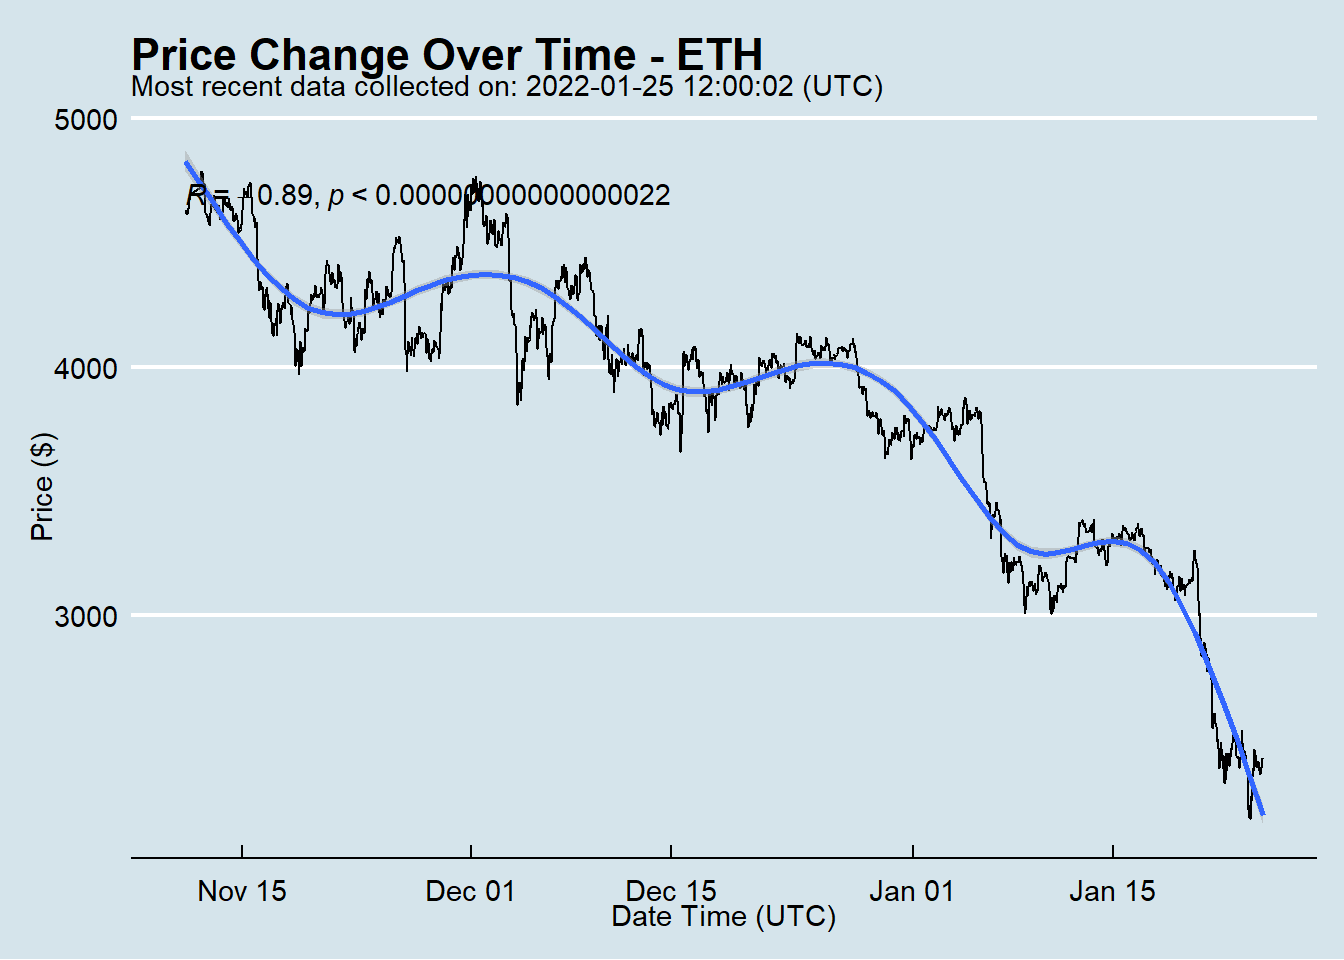 Price Change Over Time - ETH
Most recent data collected on: 2022-01-25 12:00:02 (UTC)
5000
R = −0.89, p < 0.00000000000000022
4000
3000
Price ($)
Nov 15 Dec 01 Dec 15 Jan 01 Jan 15
Date Time (UTC)